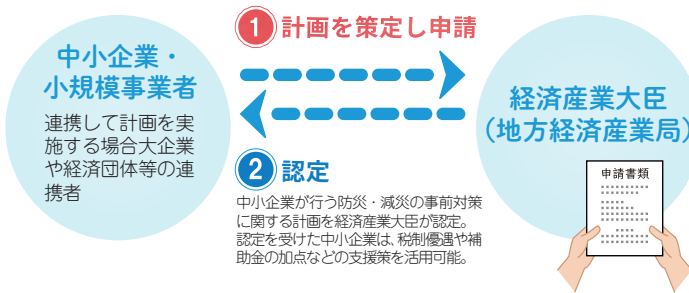 中小企業・
小規模事業者
連携して計画を実
施する場合大企業
や経済団体等の連
携者
1 計画を策定し申請
2 認定
中小企業が行う防災・減災の事前対策
に関する計画を経済産業大臣が認定。
認定を受けた中小企業は、税制優遇や補
助金の加点などの支援策を活用可能。
経済産業大臣
(地方経済産業局)
申請書類